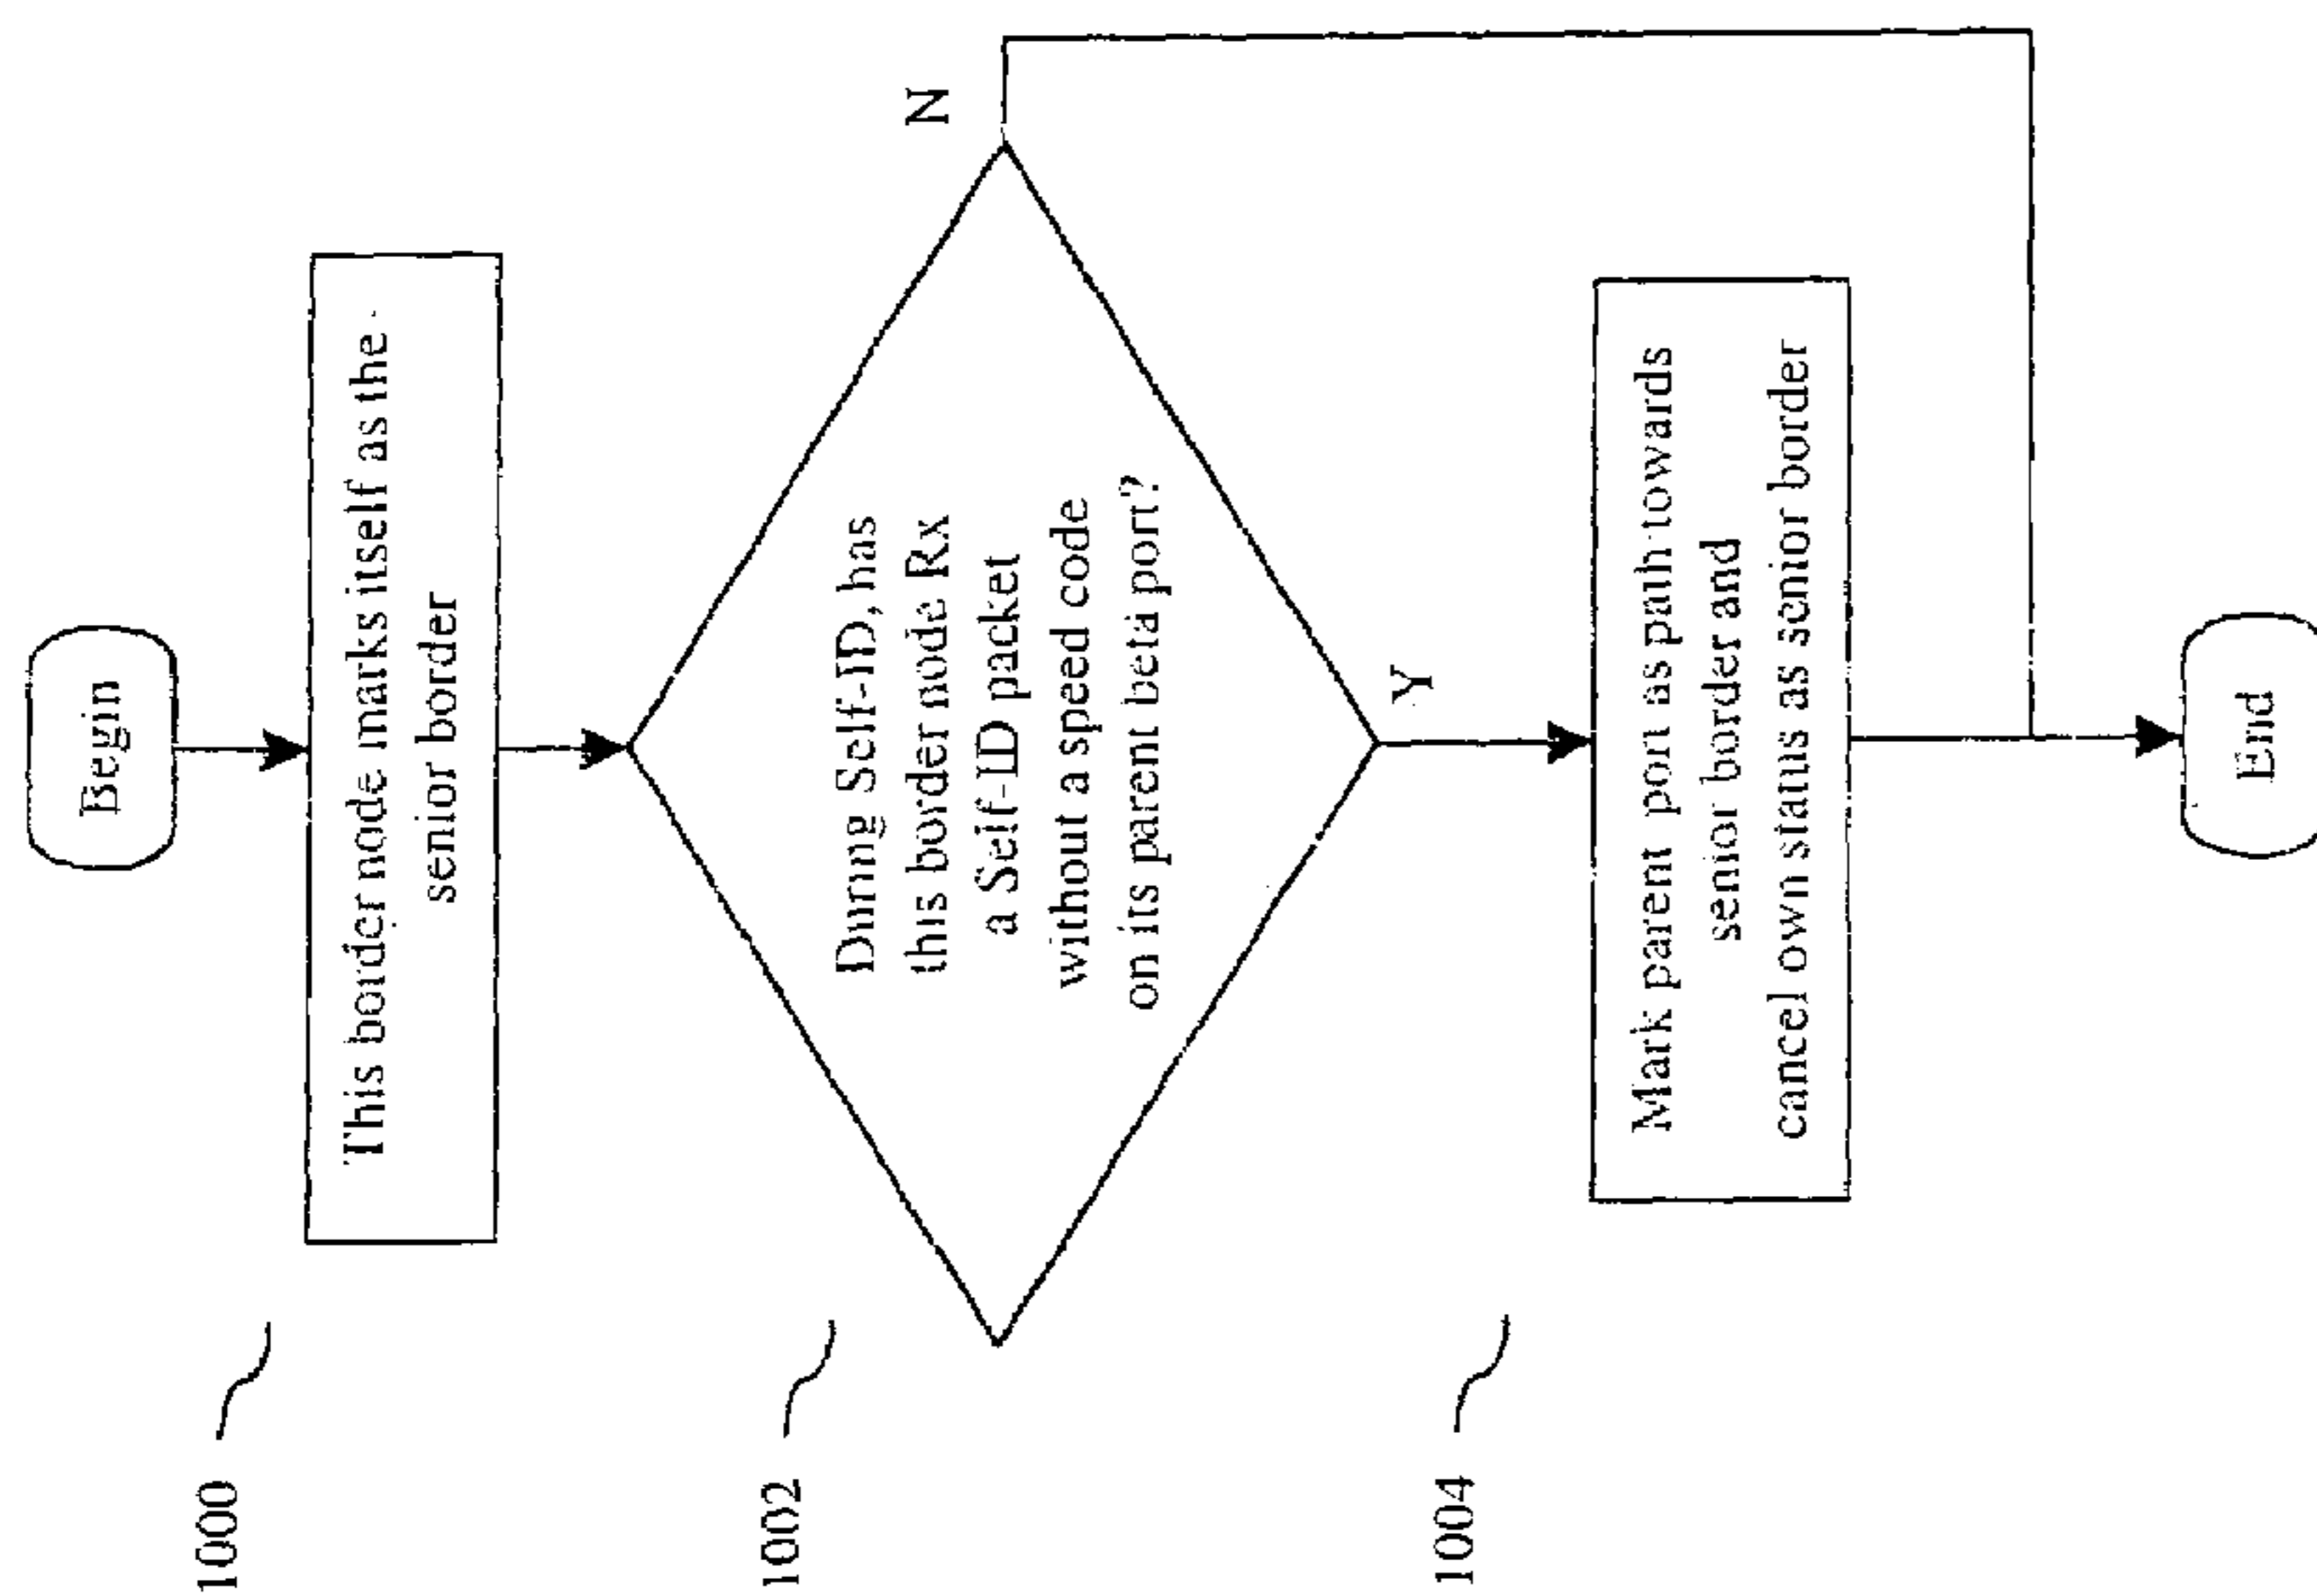 Begin
1000
This border node marks itself as the
senior border
1002
During Self-ID, has
this border node Rx
a Self-ID packet
without a speed code
on its parent beta port?
N
Y
1004
Mark parent port as path towards
senior border and
cancel own status as senior border
End